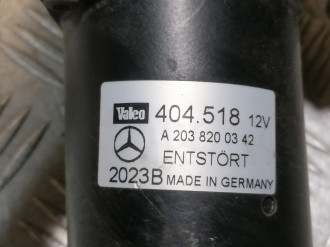 Valeo 404.518 12V
A 203 820 03 42
ENTSTÖRT
2023B MADE IN GERMANY